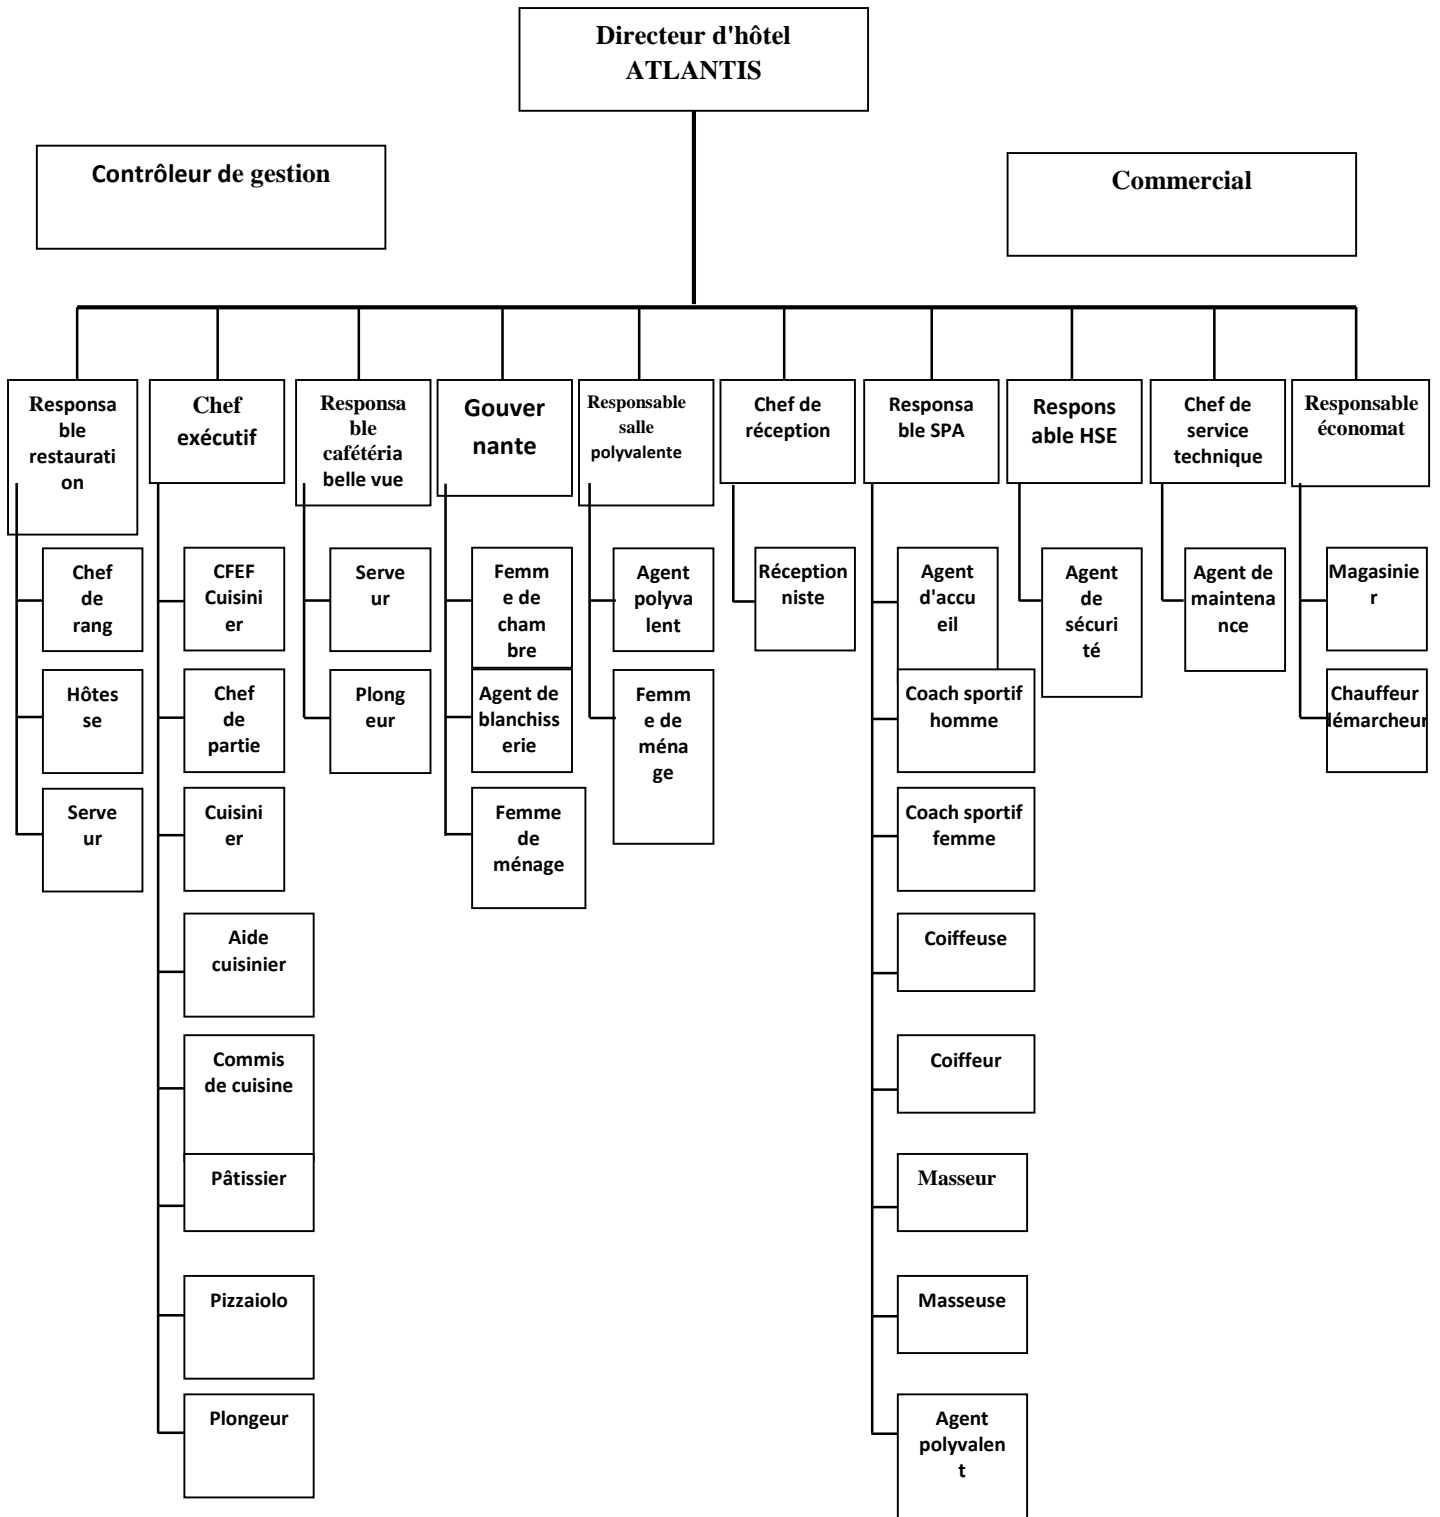 Directeur d'hôtel
ATLANTIS
Contrôleur de gestion
Commercial
Responsa
ble
restaurati
on
Chef
exécutif
Responsa
ble
cafétéria
belle vue
Gouver
nante
Responsable
salle
polyvalente
Chef de
réception
Responsa
ble SPA
Respons
able HSE
Chef de
service
technique
Responsable
économat
Chef
de
rang
Hôtes
se
Serve
ur
CFEF
Cuisini
er
Chef
de
partie
Cuisini
er
Aide
cuisinier
Commis
de cuisine
Pâtissier
Pizzaiolo
Plongeur
Serve
ur
Plong
eur
Femm
e de
cham
bre
Agent de
blanchiss
erie
Femme
de
ménage
Agent
polyva
lent
Femm
e de
ména
ge
Réception
niste
Agent
d'accu
eil
Coach sportif
homme
Coach sportif
femme
Coiffeuse
Coiffeur
Masseur
Masseuse
Agent
polyvalen
t
Agent
de
sécuri
té
Agent de
maintena
nce
Magasinie
r
Chauffeur
démarcheur